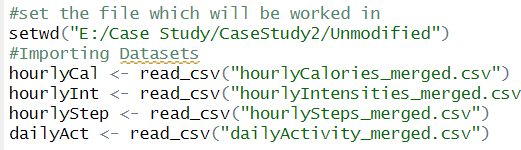 #set the file which will be worked in
setwd("E:/Case Study/CaseStudy2/Unmodified")
#Importing Datasets
hourlyCal <- read_csv("hourlyCalories_merged.csv")
hourlyInt <- read_csv("hourlyIntensities_merged.csv
hourlyStep <- read_csv("hourlySteps_merged.csv")
dailyAct <- read_csv("dailyActivity_merged.csv")